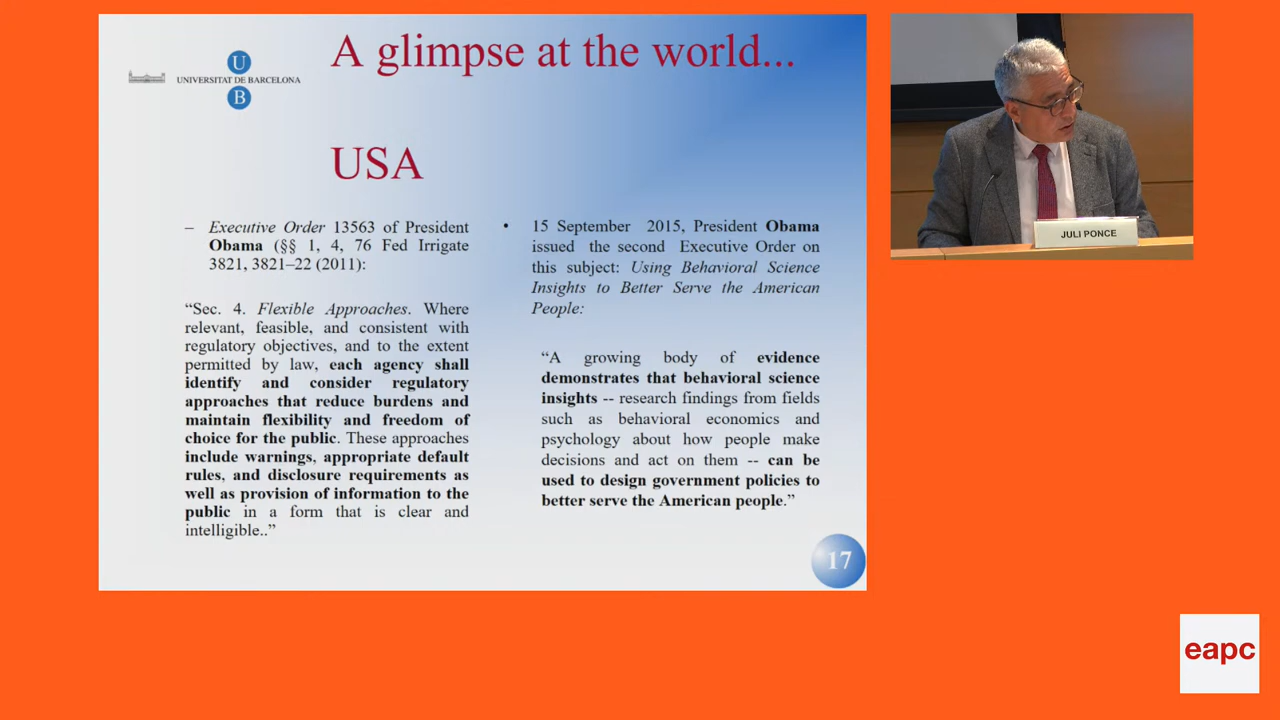 A glimpse at the world...
U
UNIVERSITAT DE BARCELONA
B
USA
– Executive Order 13563 of President
Obama (§§ 1, 4, 76 Fed Irrigate
3821, 3821–22 (2011):
“Sec. 4. Flexible Approaches. Where
relevant, feasible, and consistent with
regulatory objectives, and to the extent
permitted by law, each agency shall
identify and consider regulatory
approaches that reduce burdens and
maintain flexibility and freedom of
choice for the public. These approaches
include warnings, appropriate default
rules, and disclosure requirements as
well as provision of information to the
public in a form that is clear and
intelligible..”
• 15 September 2015, President Obama
issued the second Executive Order on
this subject: Using Behavioral Science
Insights to Better Serve the American
People:
“A growing body of evidence
demonstrates that behavioral science
insights -- research findings from fields
such as behavioral economics and
psychology about how people make
decisions and act on them -- can be
used to design government policies to
better serve the American people.”
17
JULI PONCE
eapc